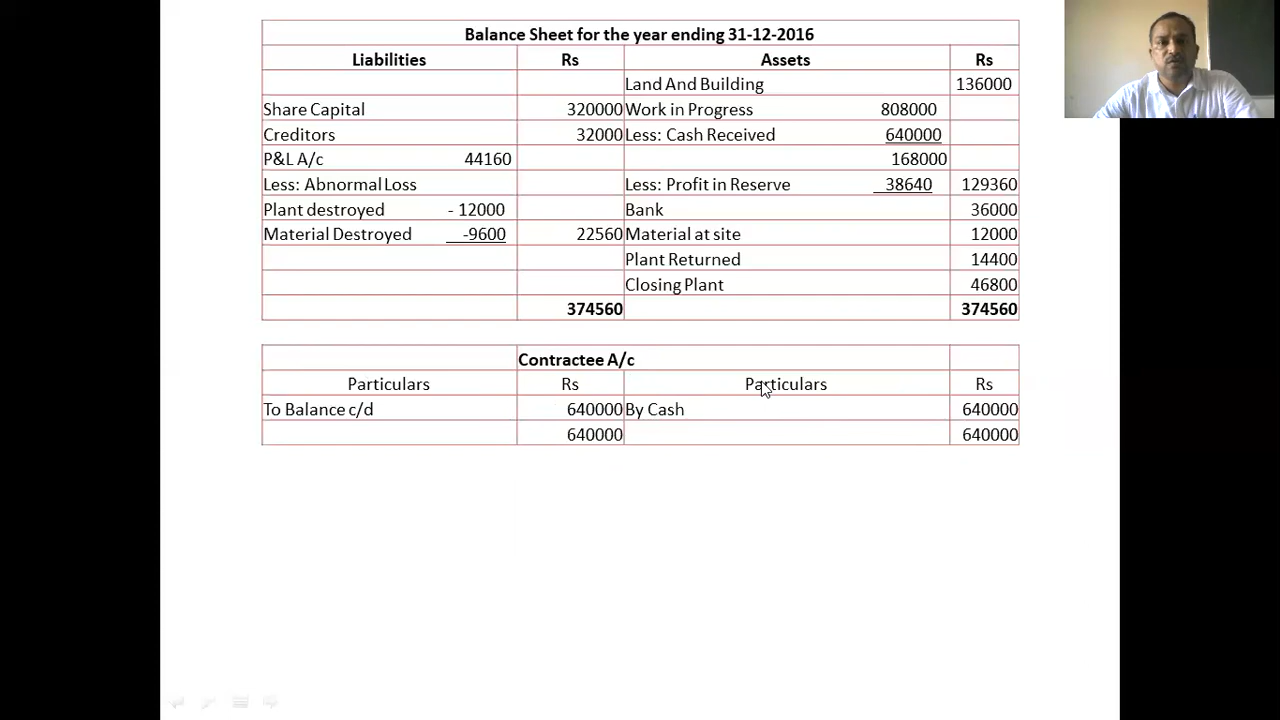 Balance Sheet for the year ending 31-12-2016
Liabilities Rs Assets Rs
Land And Building 136000
Share Capital 320000 Work in Progress 808000
Creditors 32000 Less: Cash Received 640000
P&L A/c 44160 168000
Less: Abnormal Loss Less: Profit in Reserve 38640 129360
Plant destroyed - 12000 Bank 36000
Material Destroyed -9600 22560 Material at site 12000
Plant Returned 14400
Closing Plant 46800
374560 374560
Contractee A/c
Particulars Rs Particulars Rs
To Balance c/d 640000 By Cash 640000
640000 640000